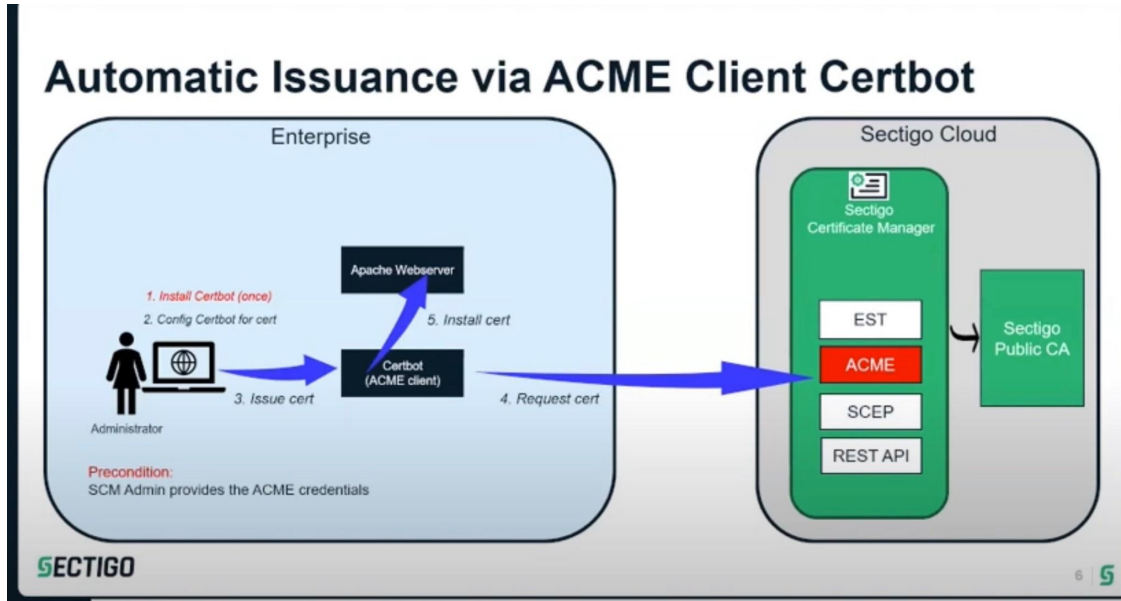 Automatic Issuance via ACME Client Certbot
Enterprise
Sectigo Cloud
Sectigo
Certificate Manager
Apache Webserver
1. Install Certbot (once)
2. Config Certbot for cert
5. Install cert
EST
Sectigo
Public CA
Certbot
(ACME client)
ACME
3. Issue cert
4. Request cert
SCEP
Administrator
REST API
Precondition:
SCM Admin provides the ACME credentials
SECTIGO
6